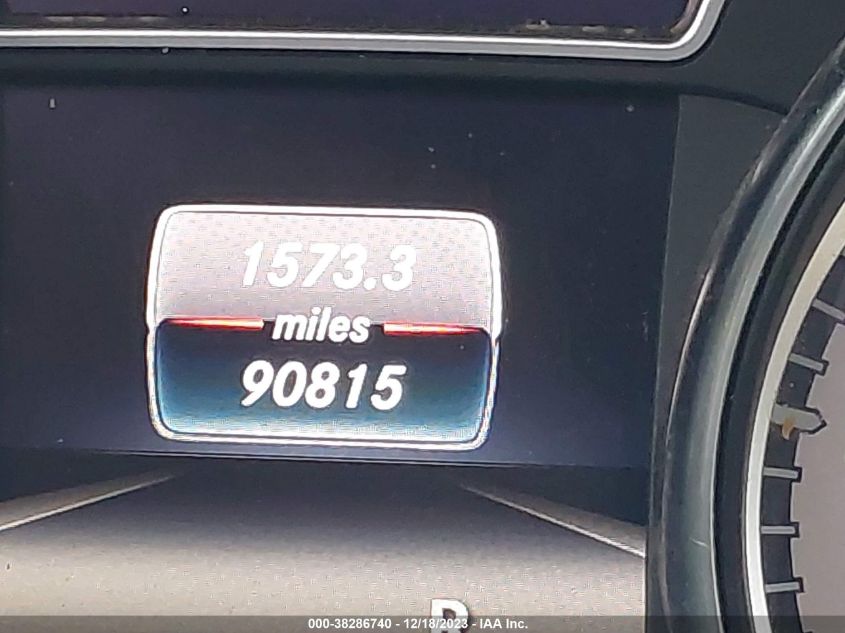 1573.3
miles
90815
000-38286740 - 12/18/2023 - IAA Inc.